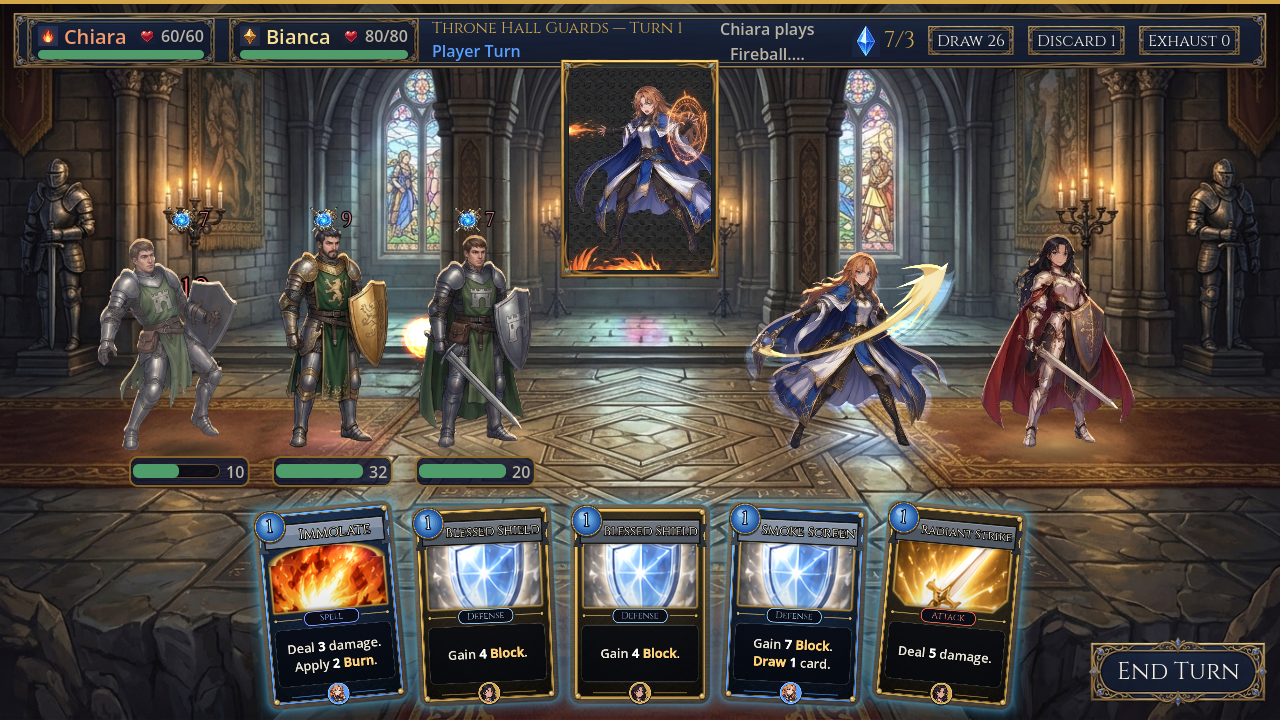 Chiara 60/60
Bianca 80/80
Throne Hall Guards — Turn 1
Player Turn
Chiara plays
Fireball....
7/3
Draw 26
Discard 1
Exhaust 0
7
9
7
10
32
20
1
Immolate
Spell
Deal 3 damage.
Apply 2 Burn.
1
Blessed Shield
Defense
Gain 4 Block.
1
Blessed Shield
Defense
Gain 4 Block.
1
Smoke Screen
Defense
Gain 7 Block.
Draw 1 card.
1
Radiant Strike
Attack
Deal 5 damage.
End Turn